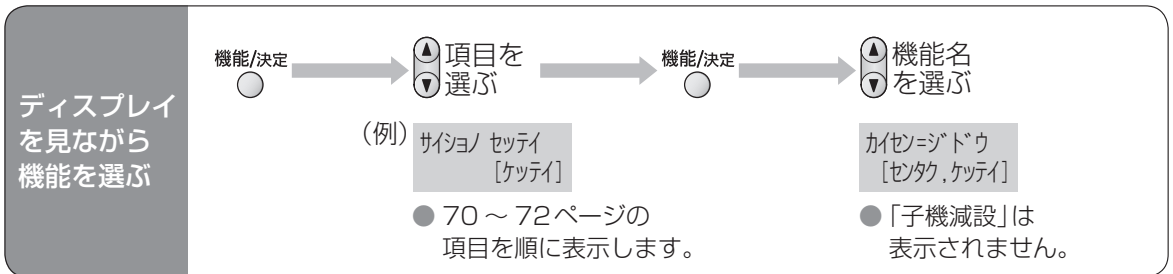 ディスプレイ
を見ながら
機能を選ぶ
機能/決定
項目を
選ぶ
機能/決定
機能名
を選ぶ
(例)
ｻｲｼｮﾉ ｾｯﾃｲ
[ｹｯﾃｲ]
ｶｲｾﾝ=ｼﾞﾄﾞｳ
[ｾﾝﾀｸ,ｹｯﾃｲ]
● 70～72ページの
項目を順に表示します。
● 「子機減設」は
表示されません。